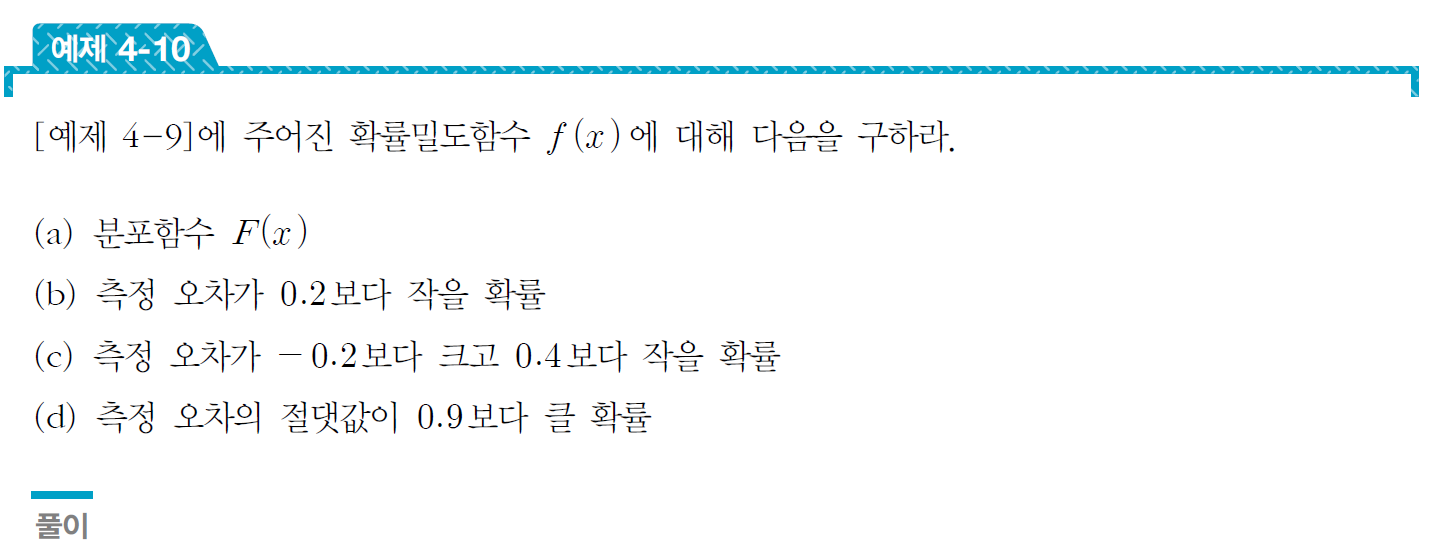 예제 4-10
[예제 4-9]에 주어진 확률밀도함수 f(x)에 대해 다음을 구하라.
(a) 분포함수 F(x)
(b) 측정 오차가 0.2보다 작을 확률
(c) 측정 오차가 -0.2보다 크고 0.4보다 작을 확률
(d) 측정 오차의 절댓값이 0.9보다 클 확률
풀이